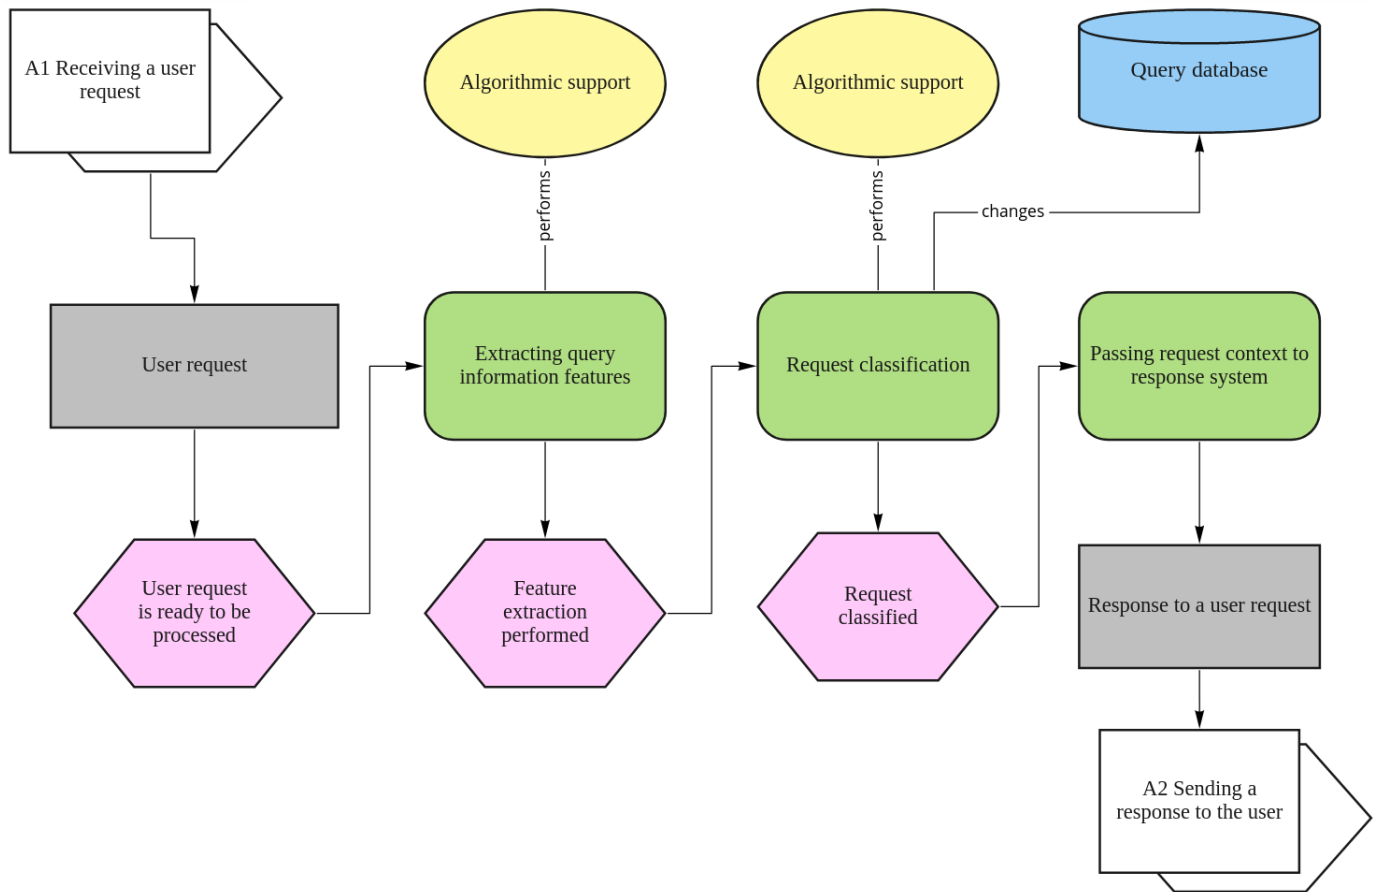 A1 Receiving a user
request
Algorithmic support
Algorithmic support
Query database
performs
performs
changes
User request
Extracting query
information features
Request classification
Passing request context to
response system
User request
is ready to be
processed
Feature
extraction
performed
Request
classified
Response to a user request
A2 Sending a
response to the user